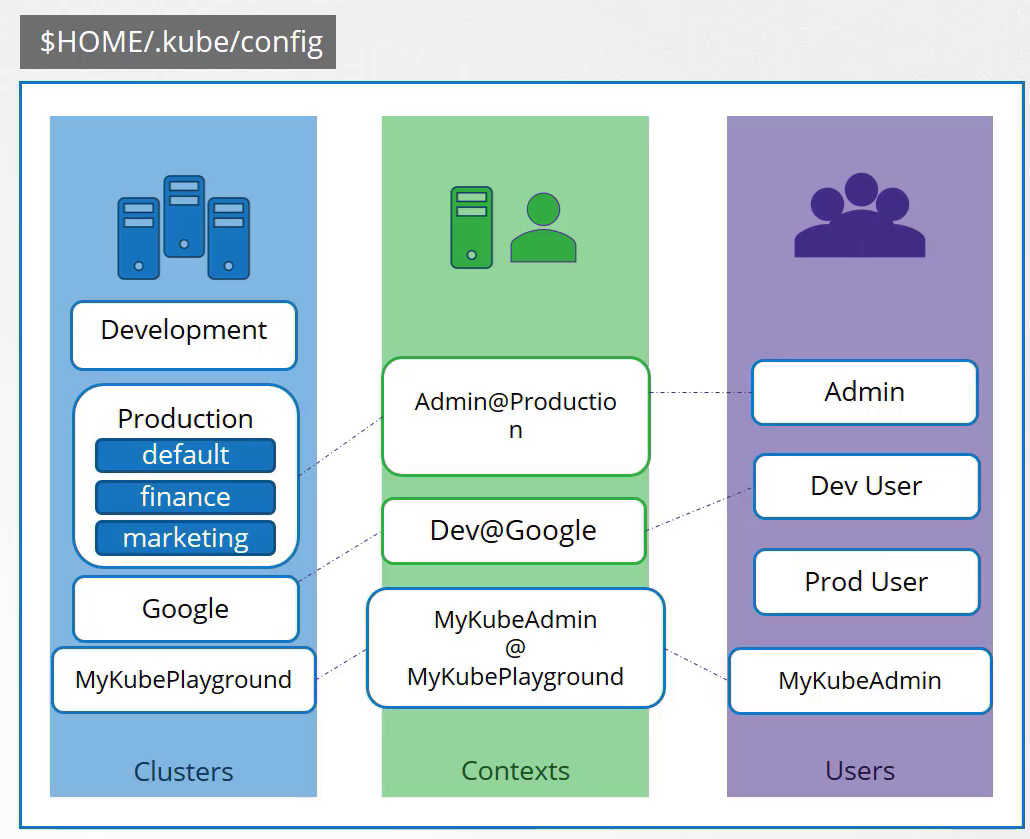 $HOME/.kube/config
Development
Production
default
finance
marketing
Google
MyKubePlayground
Clusters
Admin@Productio
n
Dev@Google
MyKubeAdmin
@
MyKubePlayground
Contexts
Admin
Dev User
Prod User
MyKubeAdmin
Users